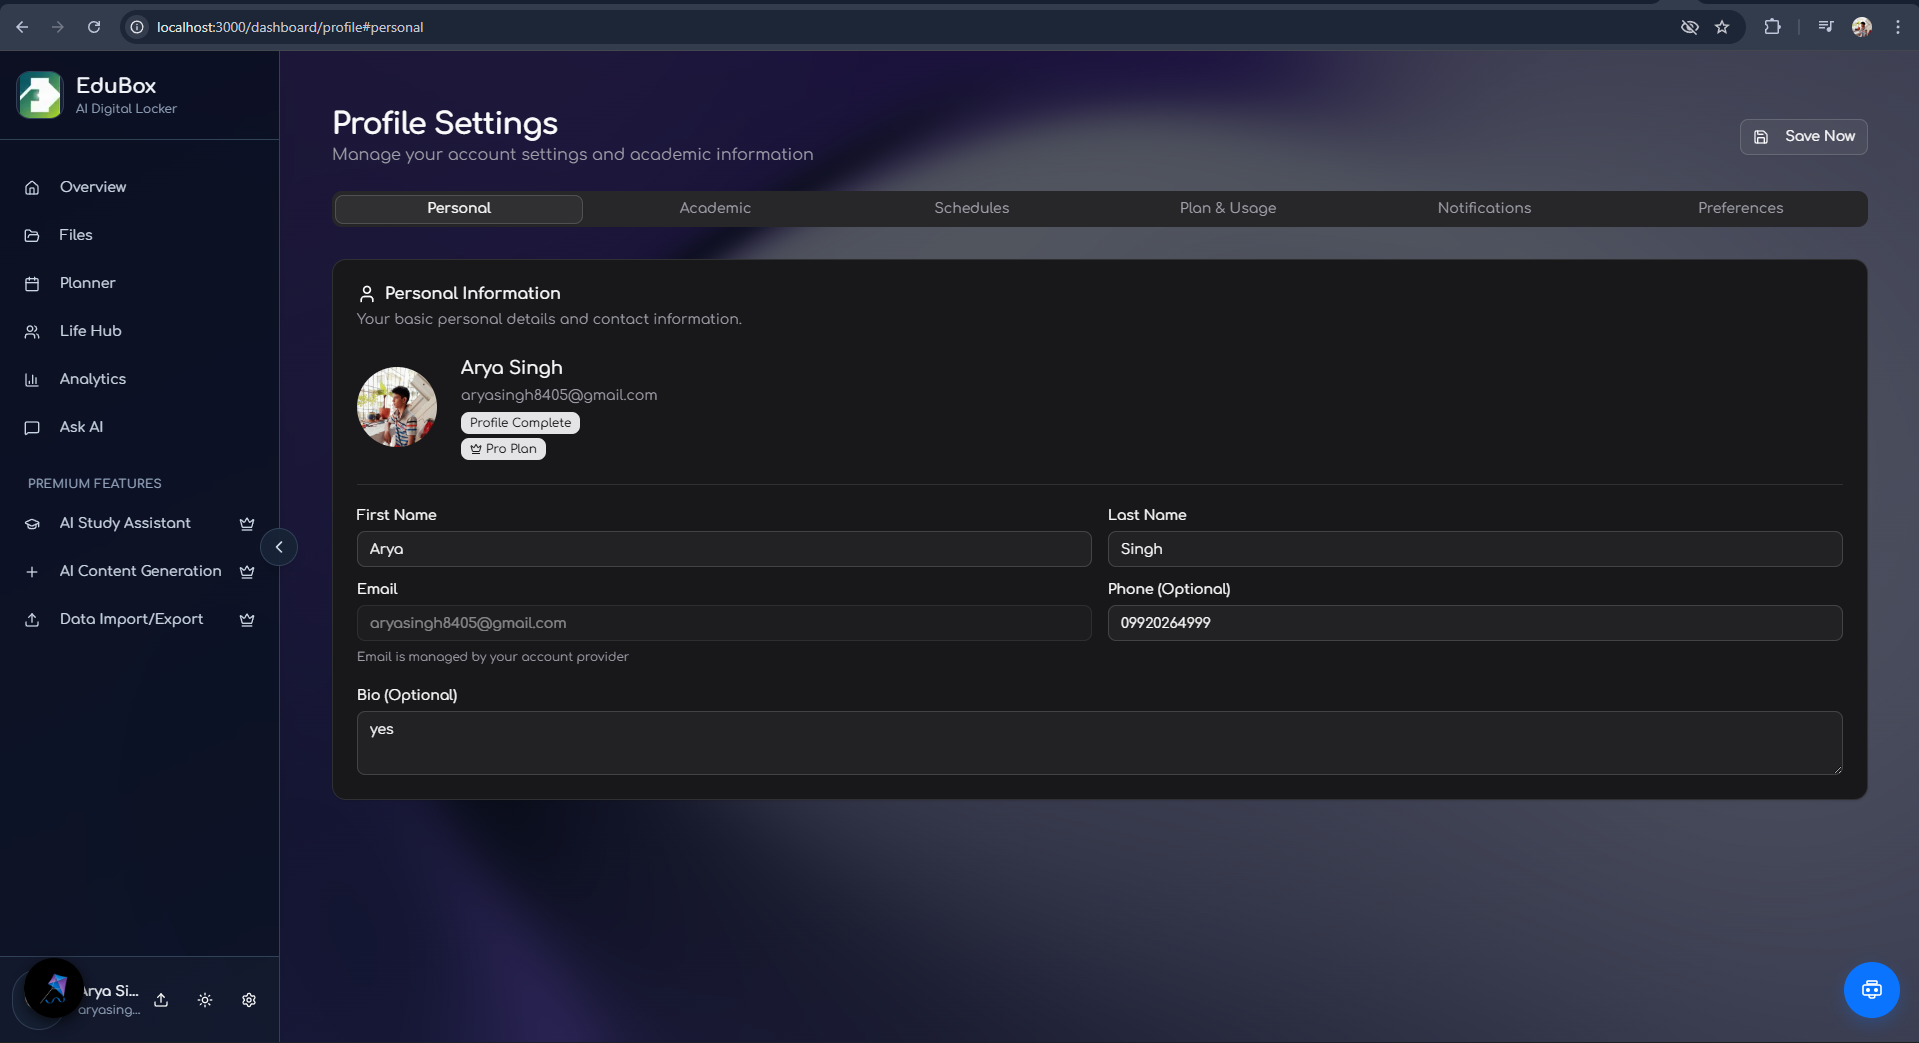 localhost:3000/dashboard/profile#personal
EduBox
AI Digital Locker
Overview
Files
Planner
Life Hub
Analytics
Ask AI
PREMIUM FEATURES
AI Study Assistant
AI Content Generation
Data Import/Export
Arya Si...
aryasing...
Profile Settings
Manage your account settings and academic information
Save Now
Personal Academic Schedules Plan & Usage Notifications Preferences
Personal Information
Your basic personal details and contact information.
Arya Singh
aryasingh8405@gmail.com
Profile Complete
Pro Plan
First Name
Arya
Last Name
Singh
Email
aryasingh8405@gmail.com
Email is managed by your account provider
Phone (Optional)
09920264999
Bio (Optional)
yes